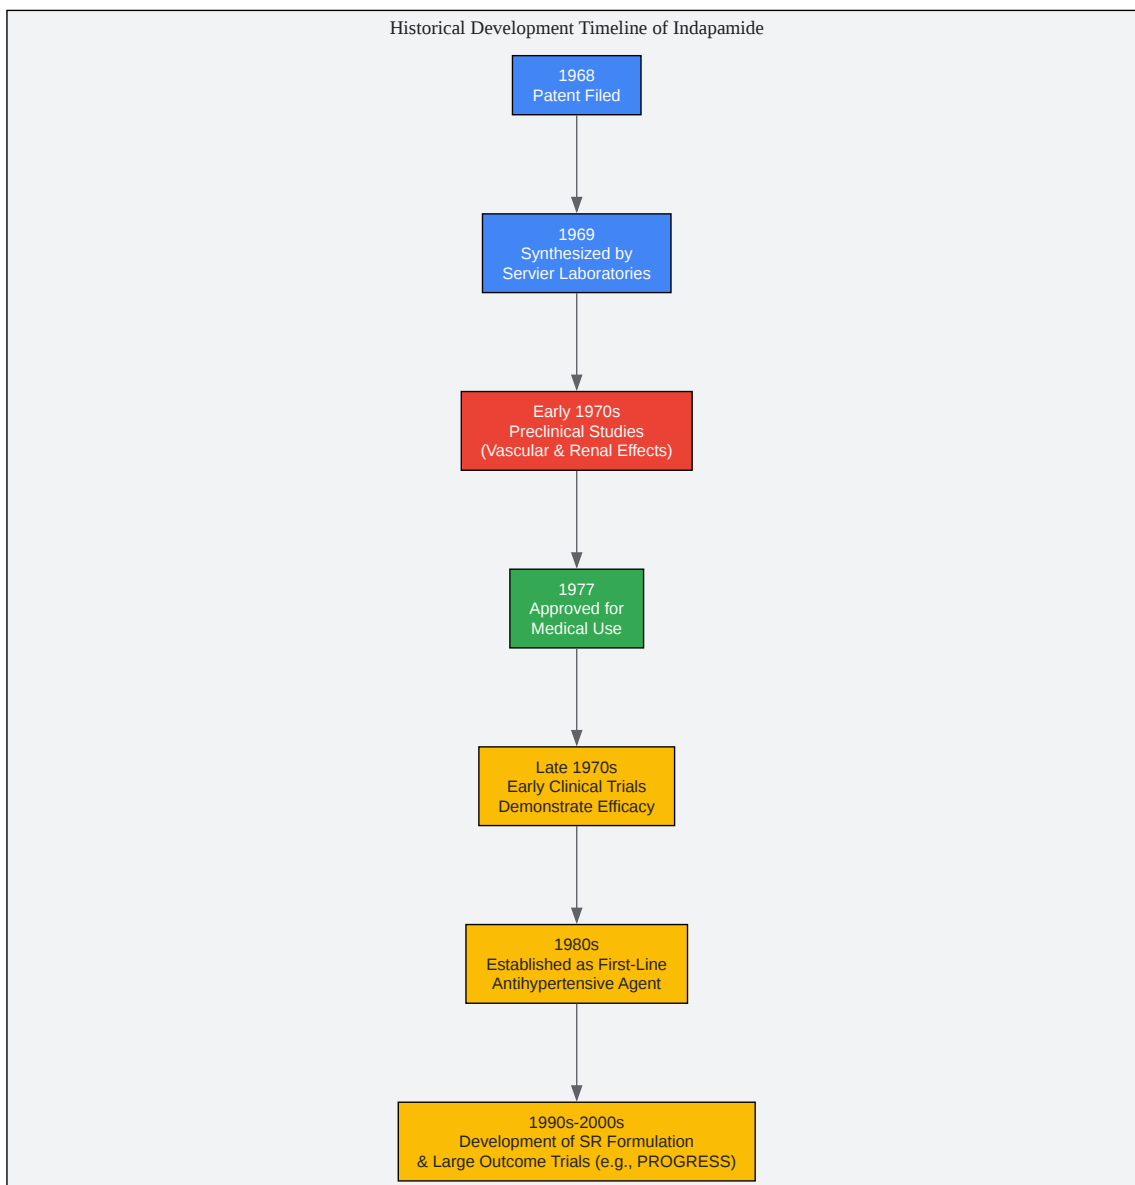 Historical Development Timeline of Indapamide
1968
Patent Filed
1969
Synthesized by
Servier Laboratories
Early 1970s
Preclinical Studies
(Vascular & Renal Effects)
1977
Approved for
Medical Use
Late 1970s
Early Clinical Trials
Demonstrate Efficacy
1980s
Established as First-Line
Antihypertensive Agent
1990s-2000s
Development of SR Formulation
& Large Outcome Trials (e.g., PROGRESS)